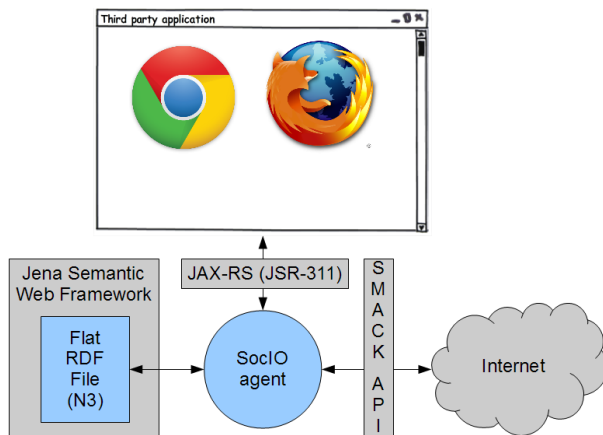 Third party application
JAX-RS (JSR-311)
Jena Semantic
Web Framework
Flat
RDF
File
(N3)
SocIO
agent
S
M
A
C
K
A
P
I
Internet